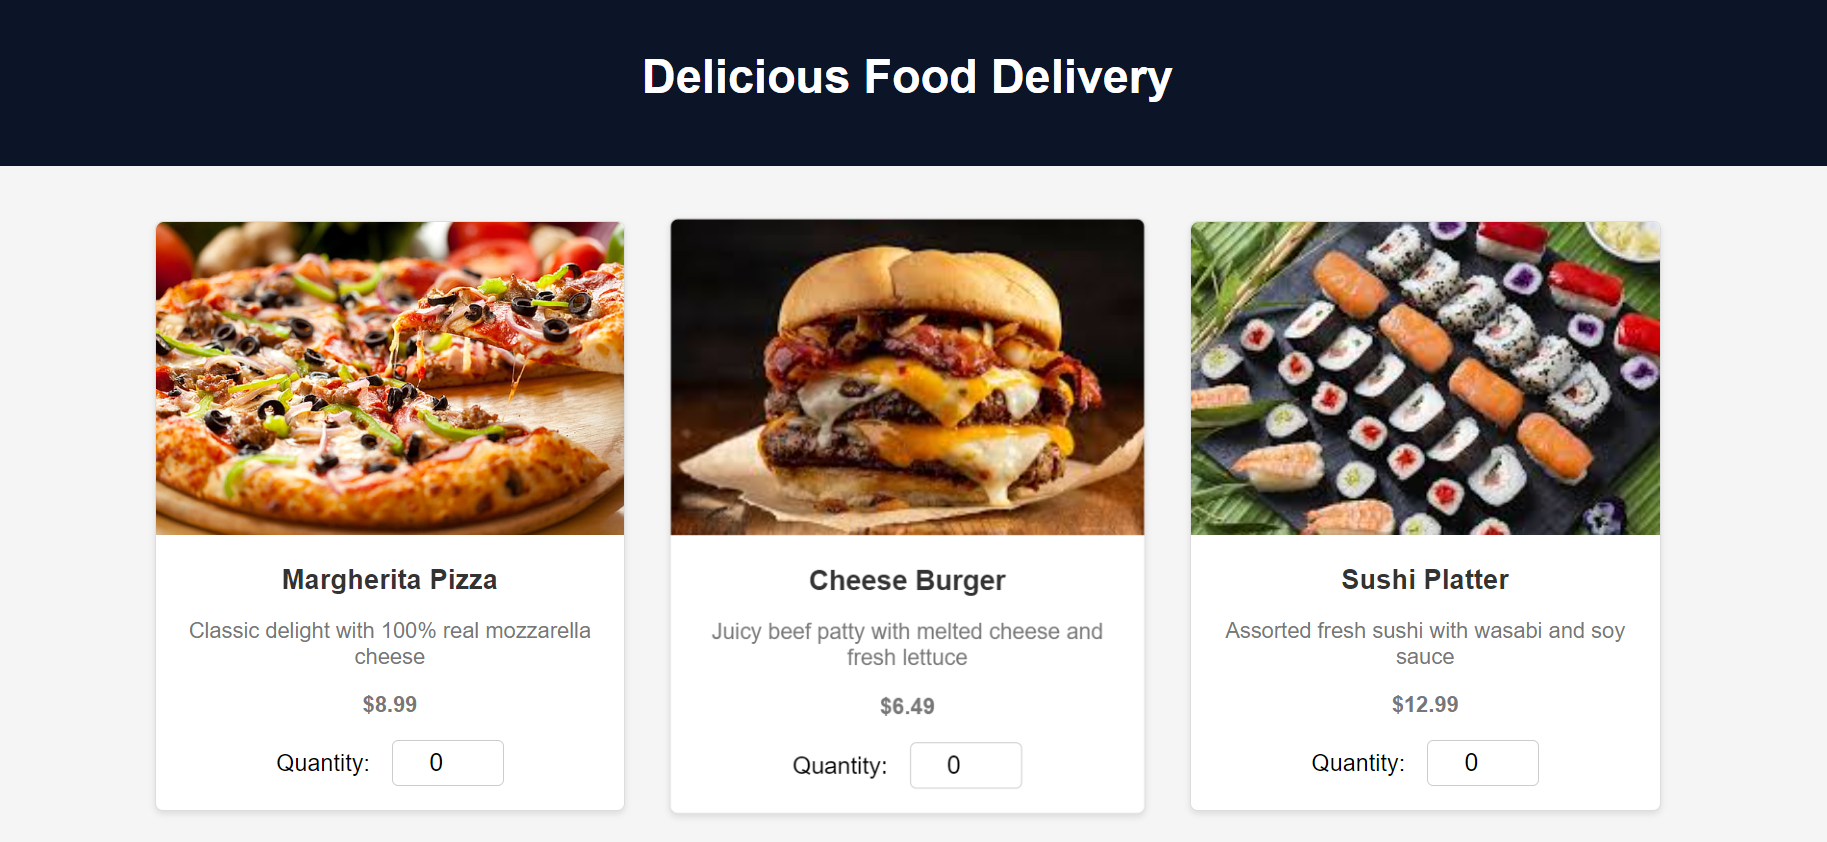 Delicious Food Delivery
Margherita Pizza
Classic delight with 100% real mozzarella
cheese
$8.99
Quantity: 0
Cheese Burger
Juicy beef patty with melted cheese and
fresh lettuce
$6.49
Quantity: 0
Sushi Platter
Assorted fresh sushi with wasabi and soy
sauce
$12.99
Quantity: 0